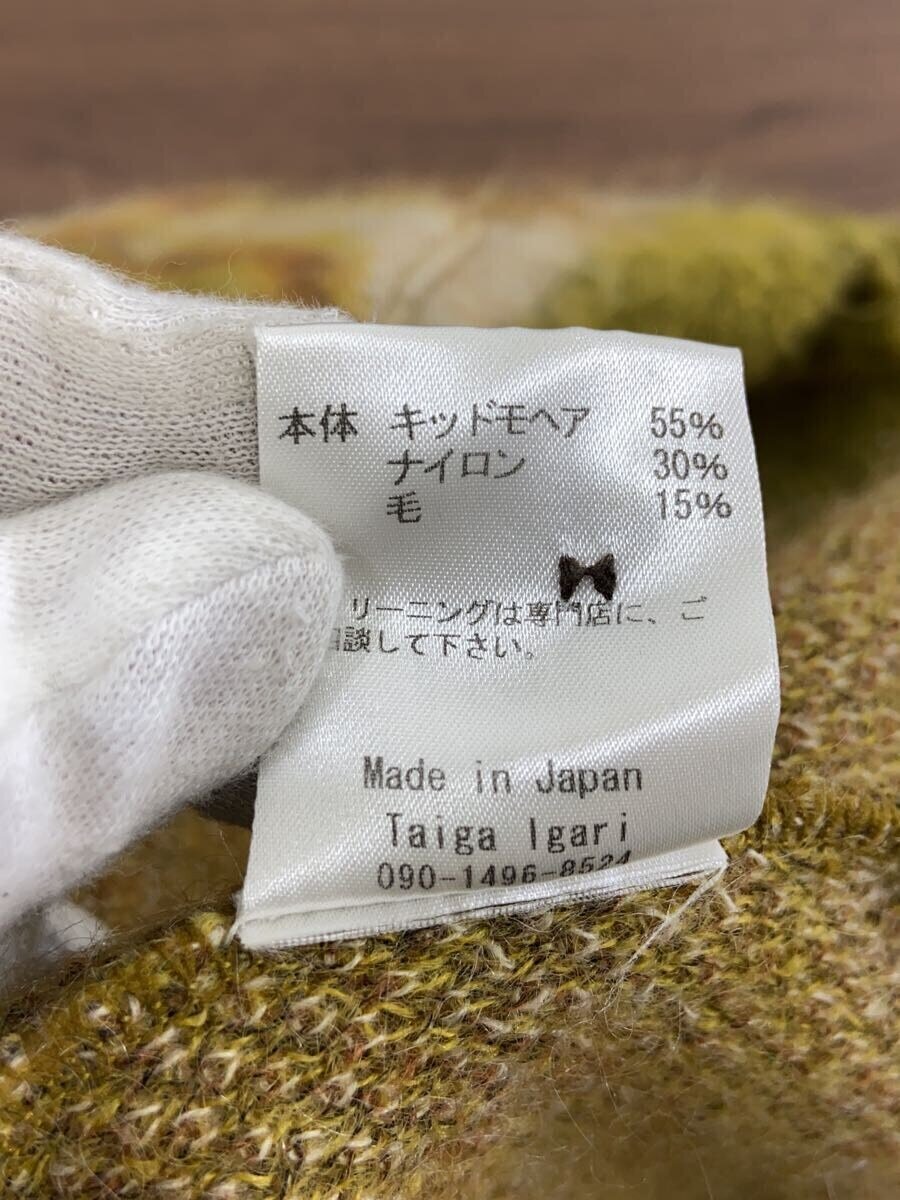 本体 キッドモヘア 55%
ナイロン 30%
毛 15%
リーニングは専門店に、ご
談して下さい。
Made in Japan
Taiga Igari
090-1496-8524